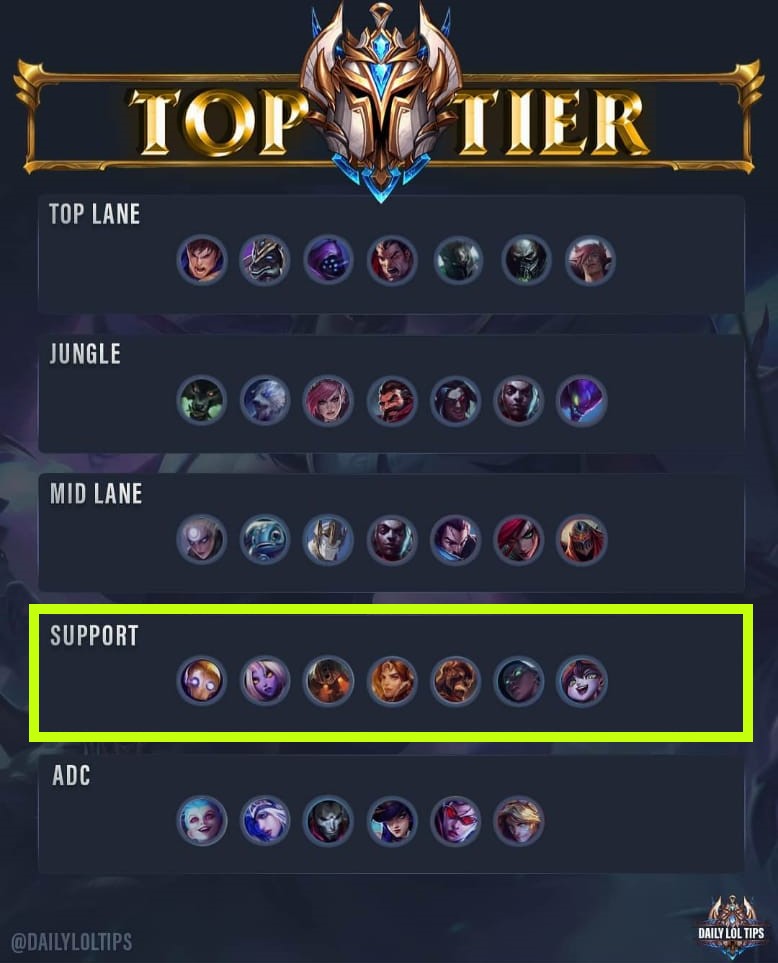 TOP TIER
TOP LANE
JUNGLE
MID LANE
SUPPORT
ADC
@DAILYLOLTIPS
DAILY LOL TIPS